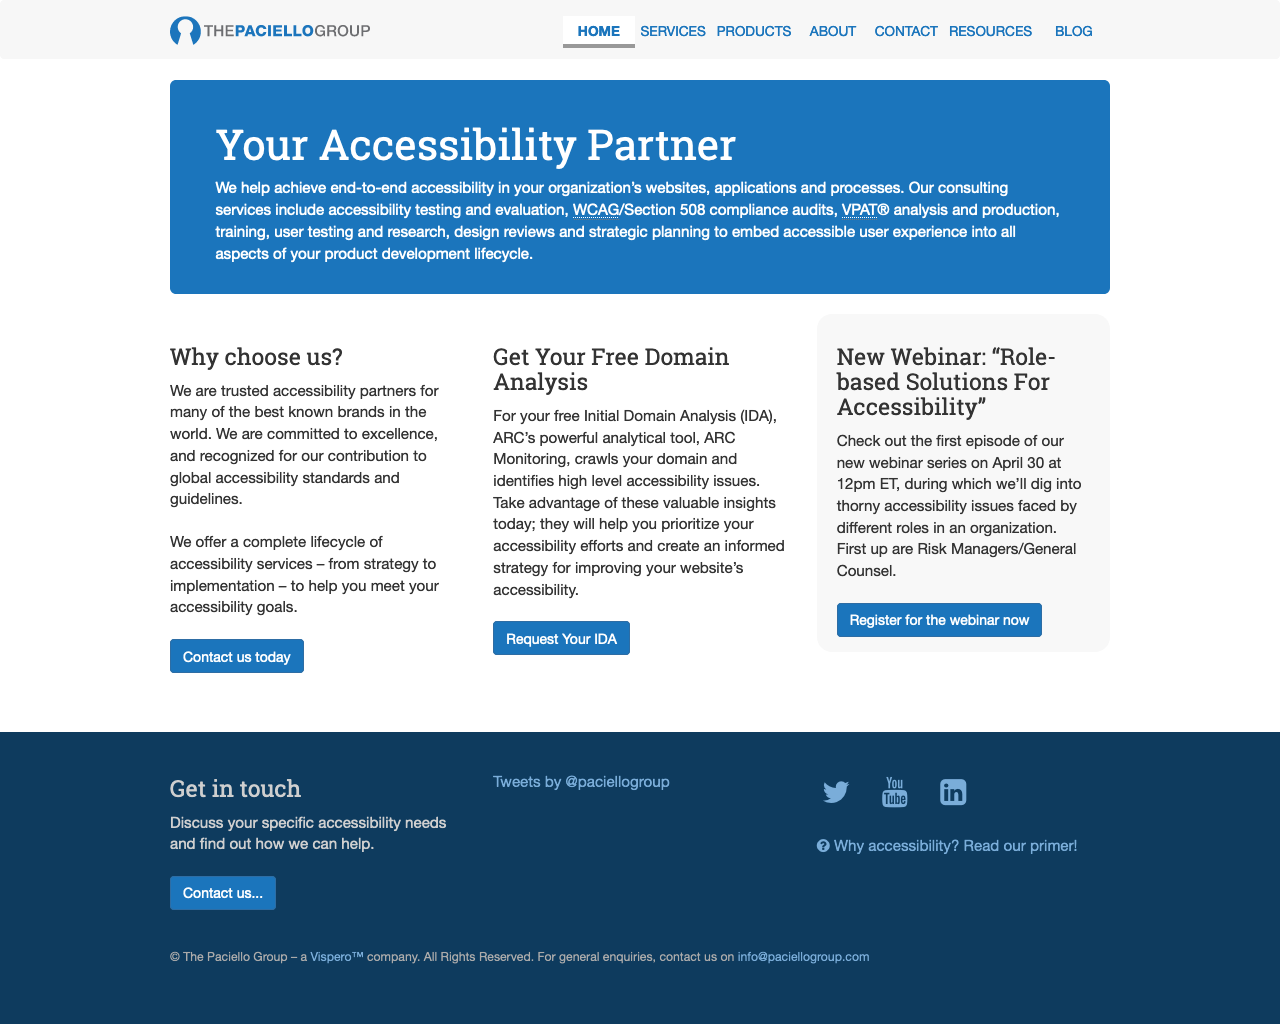 THEPACIELLOGROUP
HOME SERVICES PRODUCTS ABOUT CONTACT RESOURCES BLOG
Your Accessibility Partner
We help achieve end-to-end accessibility in your organization’s websites, applications and processes. Our consulting
services include accessibility testing and evaluation, WCAG/Section 508 compliance audits, VPAT® analysis and production,
training, user testing and research, design reviews and strategic planning to embed accessible user experience into all
aspects of your product development lifecycle.
Why choose us?
We are trusted accessibility partners for
many of the best known brands in the
world. We are committed to excellence,
and recognized for our contribution to
global accessibility standards and
guidelines.
We offer a complete lifecycle of
accessibility services – from strategy to
implementation – to help you meet your
accessibility goals.
Contact us today
Get Your Free Domain
Analysis
For your free Initial Domain Analysis (IDA),
ARC’s powerful analytical tool, ARC
Monitoring, crawls your domain and
identifies high level accessibility issues.
Take advantage of these valuable insights
today; they will help you prioritize your
accessibility efforts and create an informed
strategy for improving your website’s
accessibility.
Request Your IDA
New Webinar: “Role-
based Solutions For
Accessibility”
Check out the first episode of our
new webinar series on April 30 at
12pm ET, during which we’ll dig into
thorny accessibility issues faced by
different roles in an organization.
First up are Risk Managers/General
Counsel.
Register for the webinar now
Get in touch
Discuss your specific accessibility needs
and find out how we can help.
Contact us...
Tweets by @paciellogroup
You
Tube
in
Why accessibility? Read our primer!
© The Paciello Group – a Vispero™ company. All Rights Reserved. For general enquiries, contact us on info@paciellogroup.com